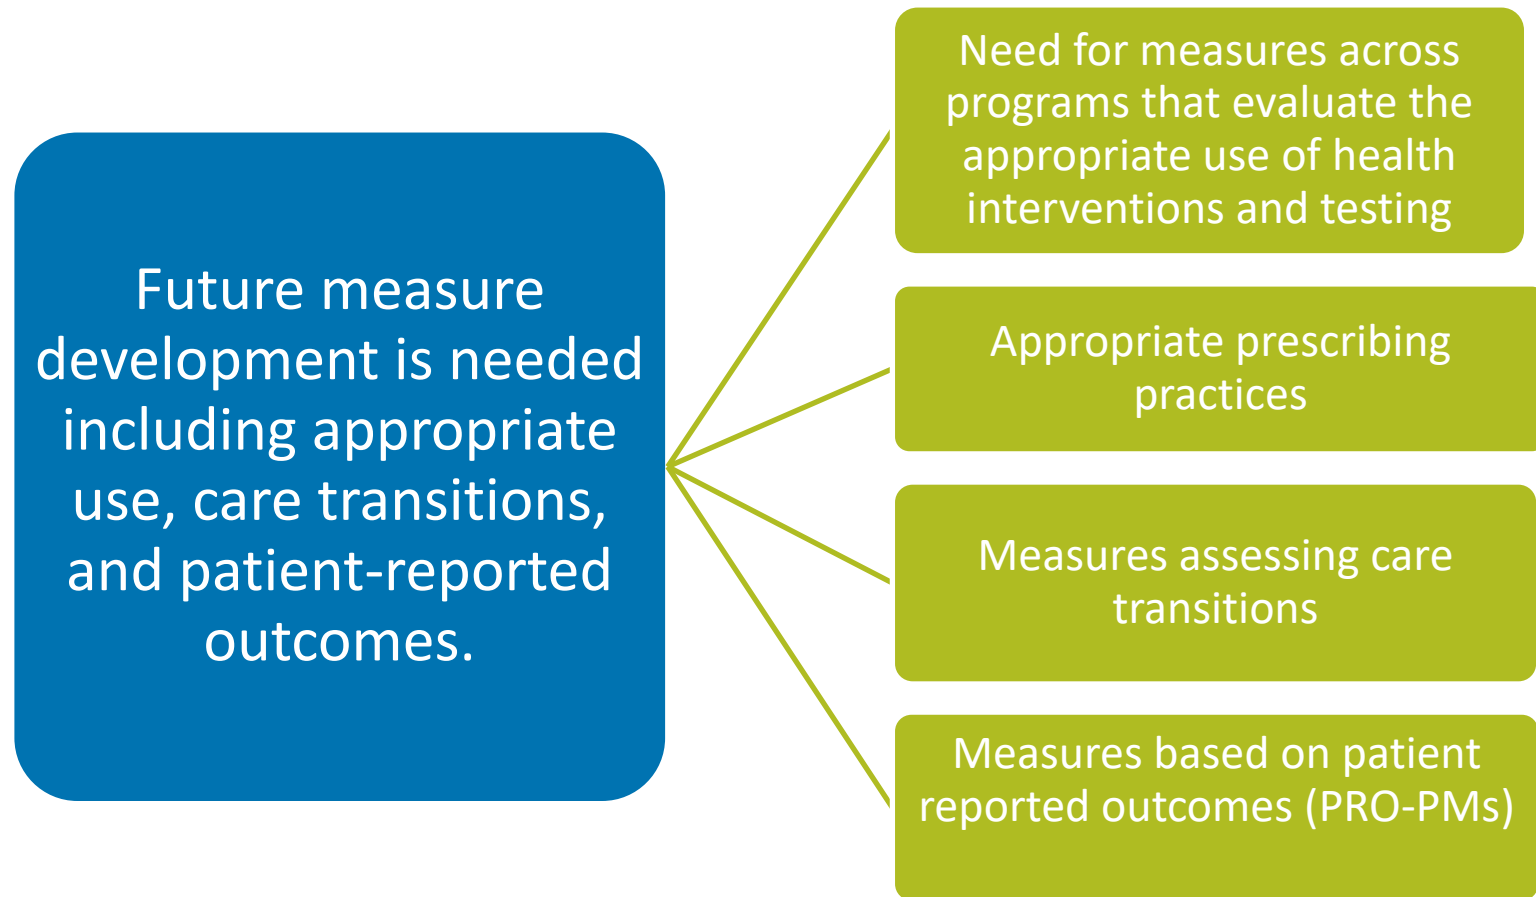 Future measure
development is needed
including appropriate
use, care transitions,
and patient-reported
outcomes.
Need for measures across
programs that evaluate the
appropriate use of health
interventions and testing
Appropriate prescribing
practices
Measures assessing care
transitions
Measures based on patient
reported outcomes (PRO-PMs)